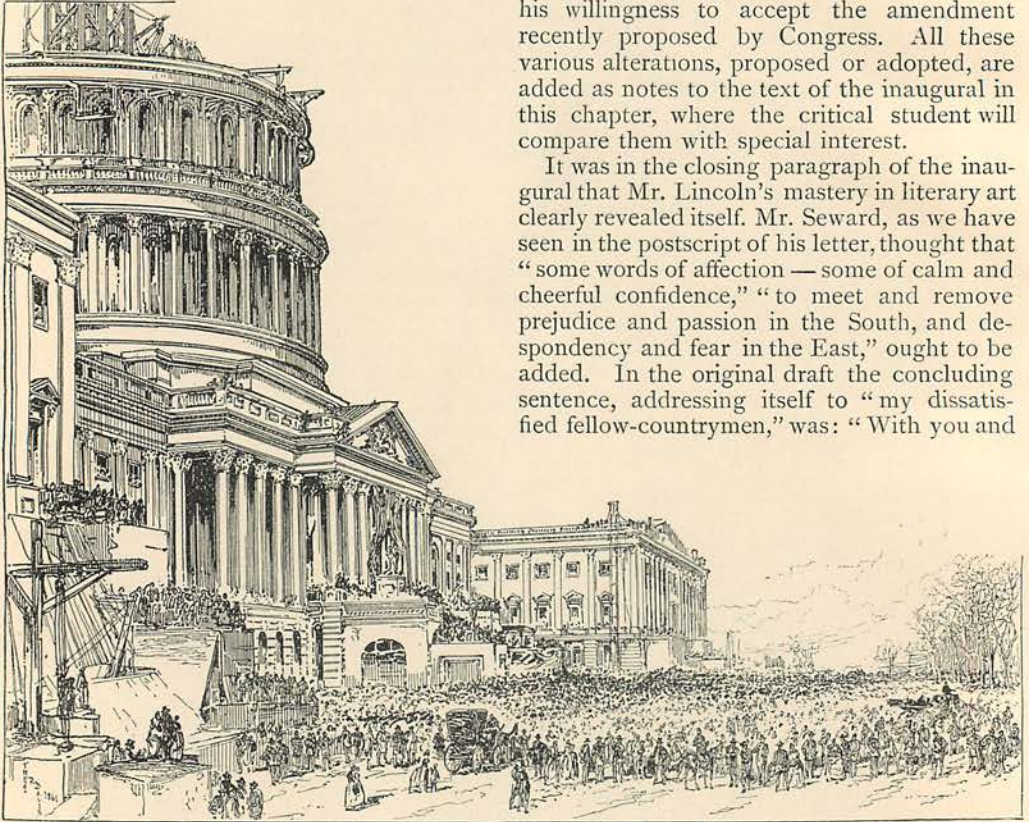 his willingness to accept the amendment
recently proposed by Congress. All these
various alterations, proposed or adopted, are
added as notes to the text of the inaugural in
this chapter, where the critical student will
compare them with special interest.
It was in the closing paragraph of the inau-
gural that Mr. Lincoln's mastery in literary art
clearly revealed itself. Mr. Seward, as we have
seen in the postscript of his letter, thought that
“ some words of affection — some of calm and
cheerful confidence,” “ to meet and remove
prejudice and passion in the South, and de-
spondency and fear in the East,” ought to be
added. In the original draft the concluding
sentence, addressing itself to “ my dissatis-
fied fellow-countrymen,” was: “ With you and